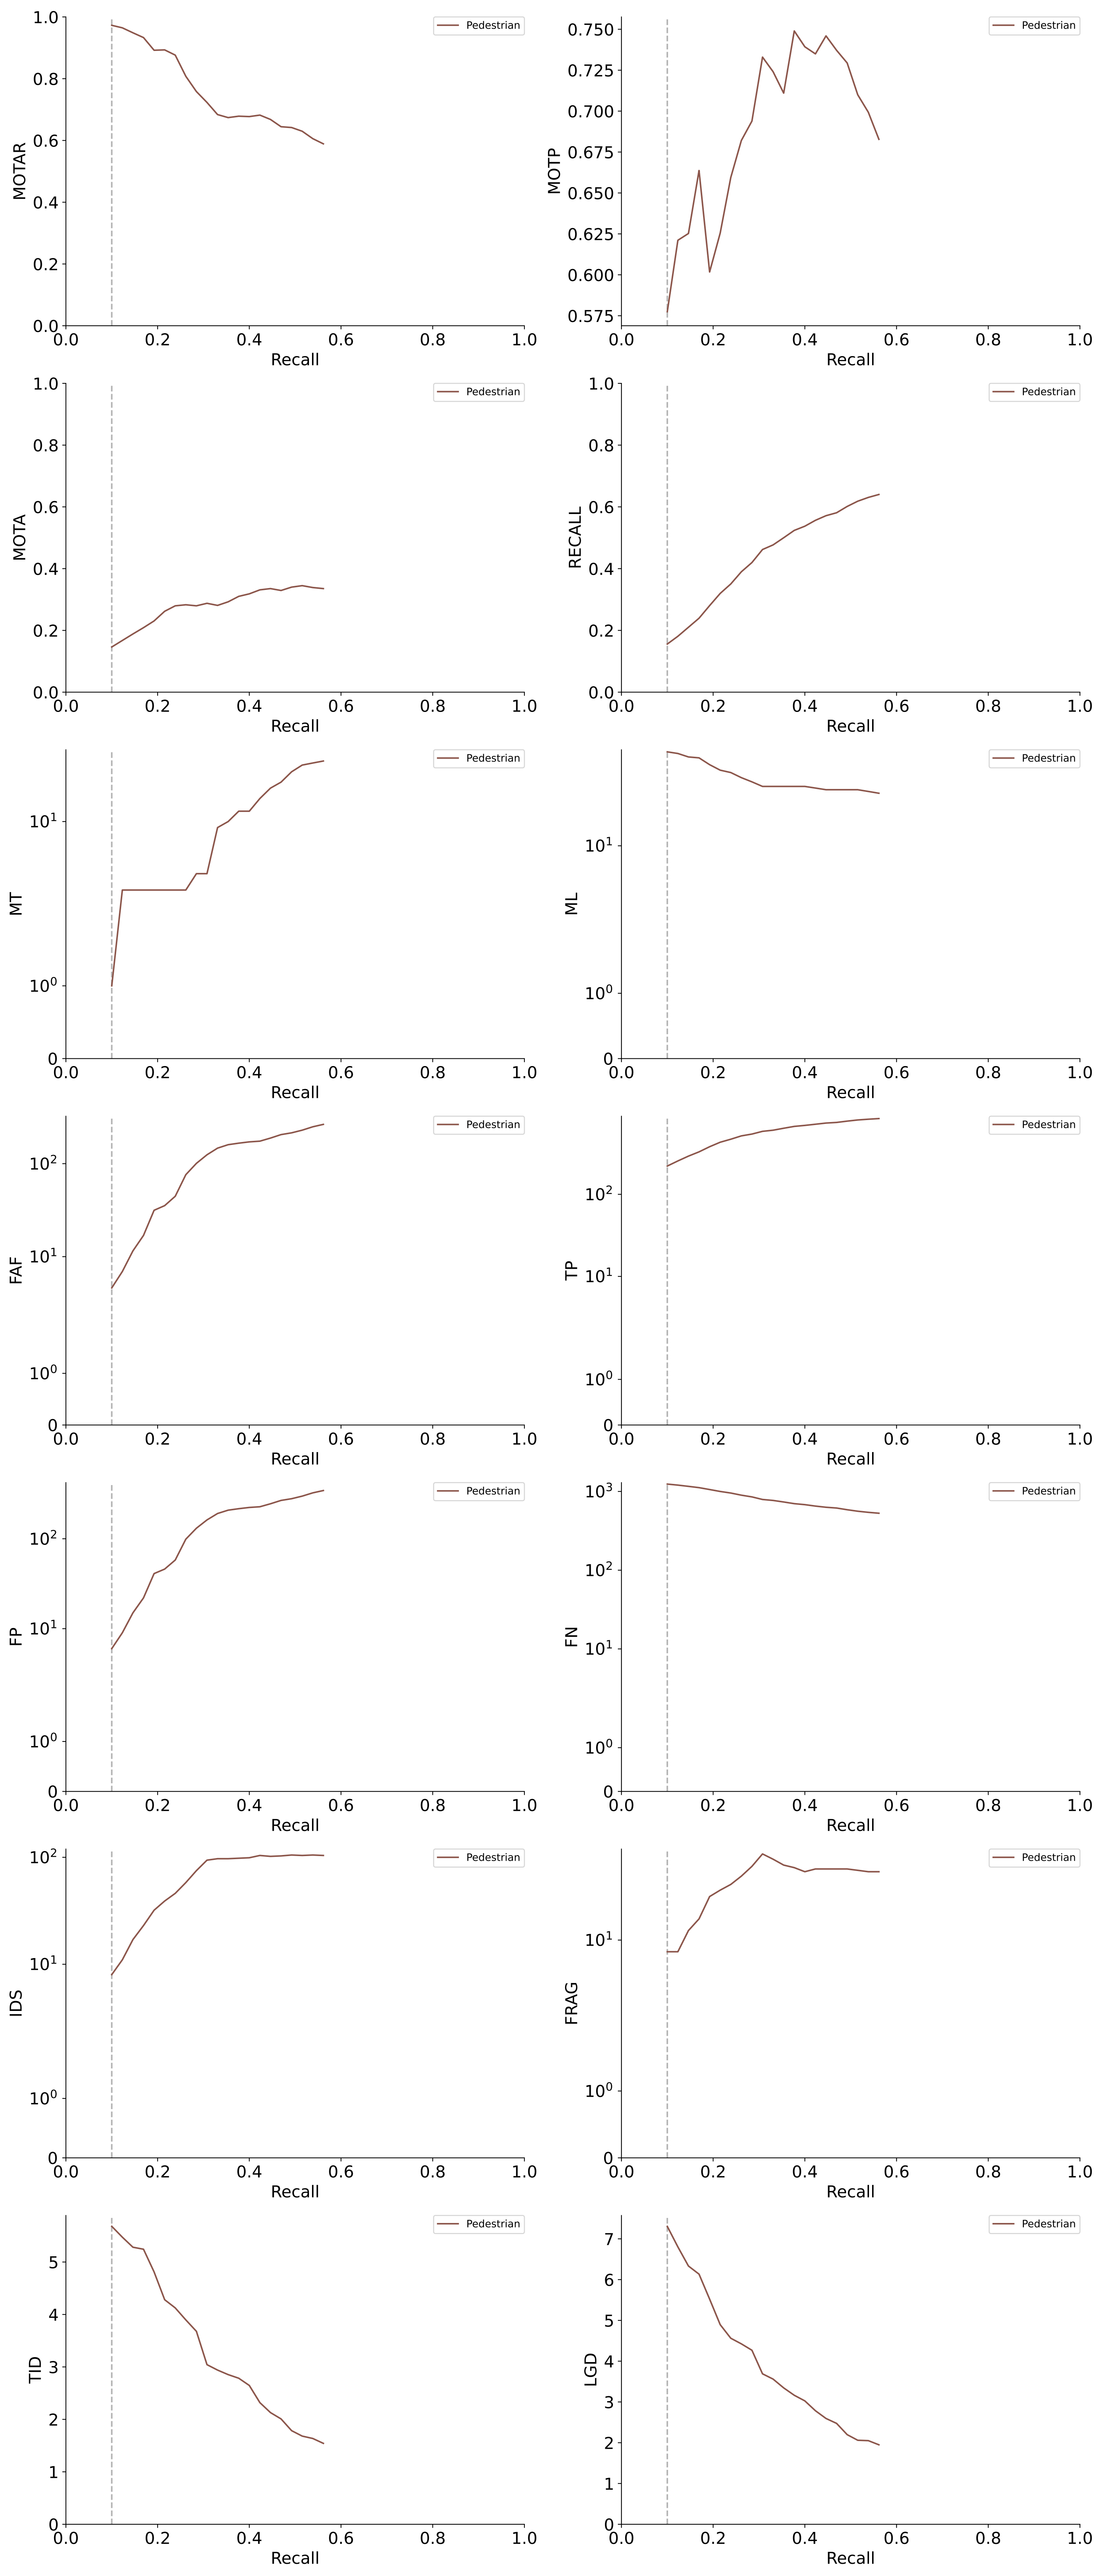 Pedestrian
MOTAR
1.0
0.8
0.6
0.4
0.2
0.0
0.0 0.2 0.4 0.6 0.8 1.0
Recall
Pedestrian
MOTP
0.750
0.725
0.700
0.675
0.650
0.625
0.600
0.575
0.0 0.2 0.4 0.6 0.8 1.0
Recall
Pedestrian
MOTA
1.0
0.8
0.6
0.4
0.2
0.0
0.0 0.2 0.4 0.6 0.8 1.0
Recall
Pedestrian
RECALL
1.0
0.8
0.6
0.4
0.2
0.0
0.0 0.2 0.4 0.6 0.8 1.0
Recall
Pedestrian
MT
10¹
10⁰
0
0.0 0.2 0.4 0.6 0.8 1.0
Recall
Pedestrian
ML
10¹
10⁰
0
0.0 0.2 0.4 0.6 0.8 1.0
Recall
Pedestrian
FAF
10²
10¹
10⁰
0
0.0 0.2 0.4 0.6 0.8 1.0
Recall
Pedestrian
TP
10²
10¹
10⁰
0
0.0 0.2 0.4 0.6 0.8 1.0
Recall
Pedestrian
FP
10²
10¹
10⁰
0
0.0 0.2 0.4 0.6 0.8 1.0
Recall
Pedestrian
FN
10³
10²
10¹
10⁰
0
0.0 0.2 0.4 0.6 0.8 1.0
Recall
Pedestrian
IDS
10²
10¹
10⁰
0
0.0 0.2 0.4 0.6 0.8 1.0
Recall
Pedestrian
FRAG
10¹
10⁰
0
0.0 0.2 0.4 0.6 0.8 1.0
Recall
Pedestrian
TID
5
4
3
2
1
0
0.0 0.2 0.4 0.6 0.8 1.0
Recall
Pedestrian
LGD
7
6
5
4
3
2
1
0
0.0 0.2 0.4 0.6 0.8 1.0
Recall